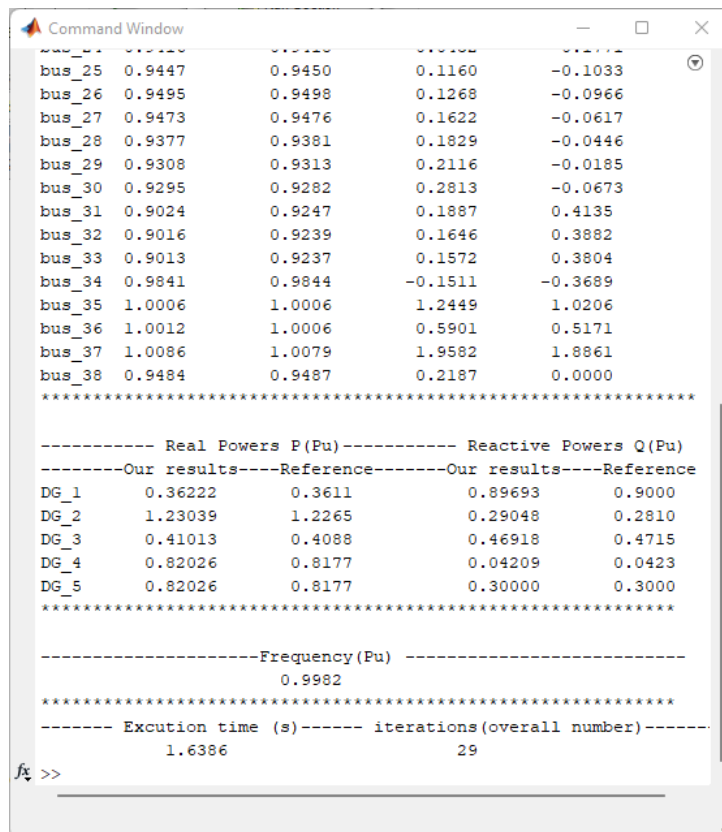 Command Window
bus_25 0.9447 0.9450 0.1160 -0.1033
bus_26 0.9495 0.9498 0.1268 -0.0966
bus_27 0.9473 0.9476 0.1622 -0.0617
bus_28 0.9377 0.9381 0.1829 -0.0446
bus_29 0.9308 0.9313 0.2116 -0.0185
bus_30 0.9295 0.9282 0.2813 -0.0673
bus_31 0.9024 0.9247 0.1887 0.4135
bus_32 0.9016 0.9239 0.1646 0.3882
bus_33 0.9013 0.9237 0.1572 0.3804
bus_34 0.9841 0.9844 -0.1511 -0.3689
bus_35 1.0006 1.0006 1.2449 1.0206
bus_36 1.0012 1.0006 0.5901 0.5171
bus_37 1.0086 1.0079 1.9582 1.8861
bus_38 0.9484 0.9487 0.2187 0.0000
***************************************************************
----------- Real Powers P(Pu)----------- Reactive Powers Q(Pu)
--------Our results----Reference-------Our results----Reference
DG_1 0.36222 0.3611 0.89693 0.9000
DG_2 1.23039 1.2265 0.29048 0.2810
DG_3 0.41013 0.4088 0.46918 0.4715
DG_4 0.82026 0.8177 0.04209 0.0423
DG_5 0.82026 0.8177 0.30000 0.3000
*************************************************************
---------------------Frequency(Pu) ---------------------------
0.9982
*************************************************************
------- Excution time (s)------ iterations(overall number)------
1.6386 29
fx >>